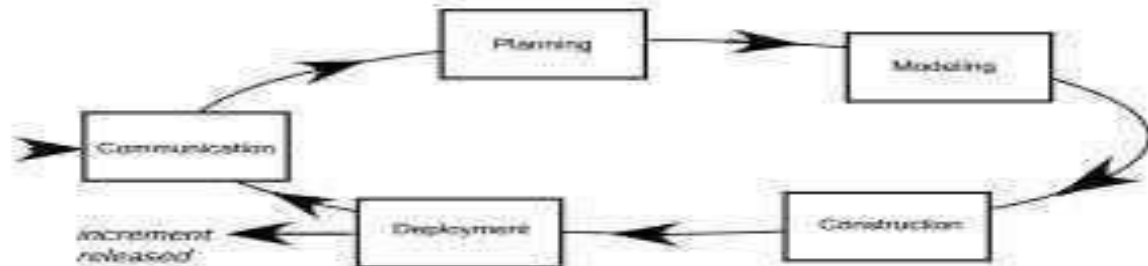 Planning
Modeling
Communication
Deployment
Construction
increment
released